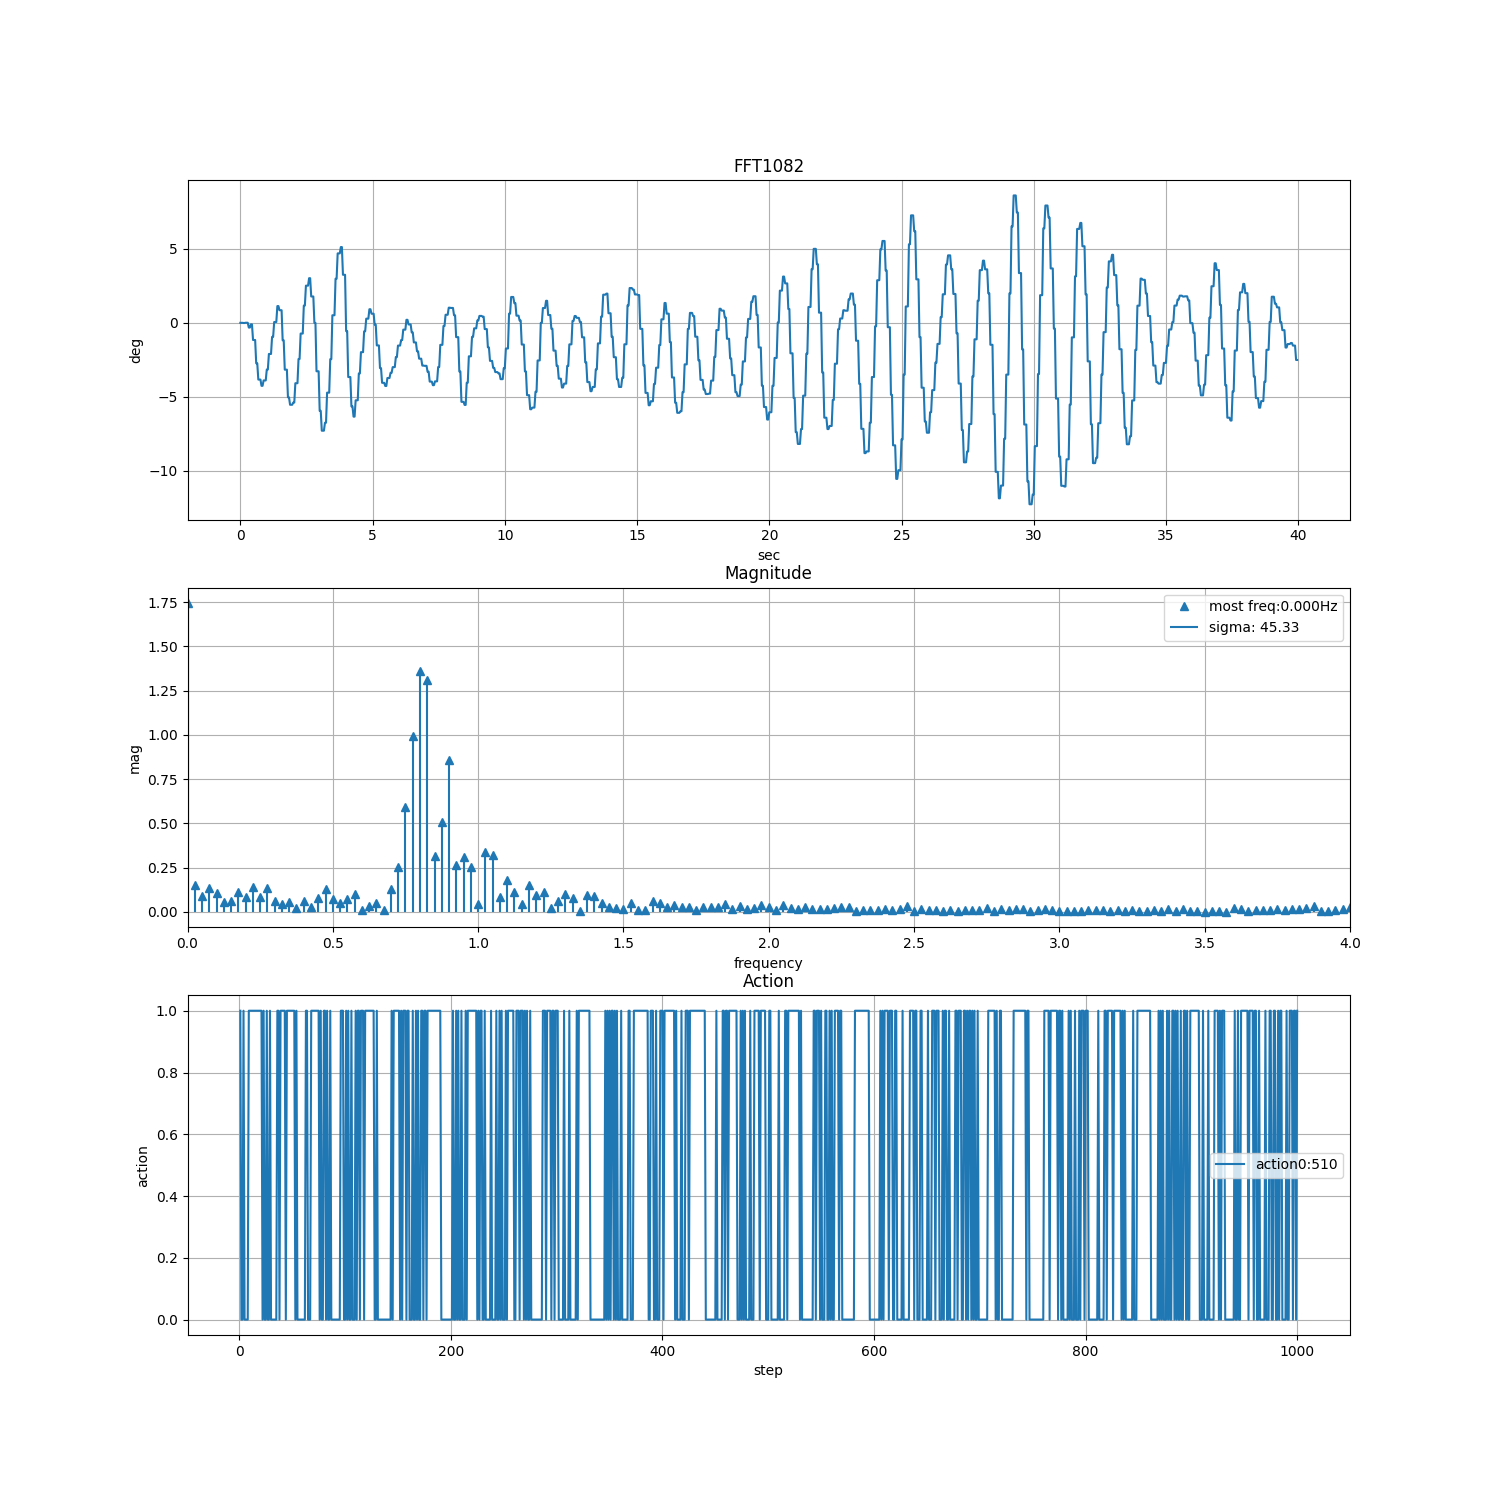 FFT1082
deg
5
0
−5
−10
0 5 10 15 20 25 30 35 40
sec
Magnitude
mag
1.75
1.50
1.25
1.00
0.75
0.50
0.25
0.00
most freq:0.000Hz
sigma: 45.33
0.0 0.5 1.0 1.5 2.0 2.5 3.0 3.5 4.0
frequency
Action
action
1.0
0.8
0.6
0.4
0.2
0.0
action0:510
0 200 400 600 800 1000
step